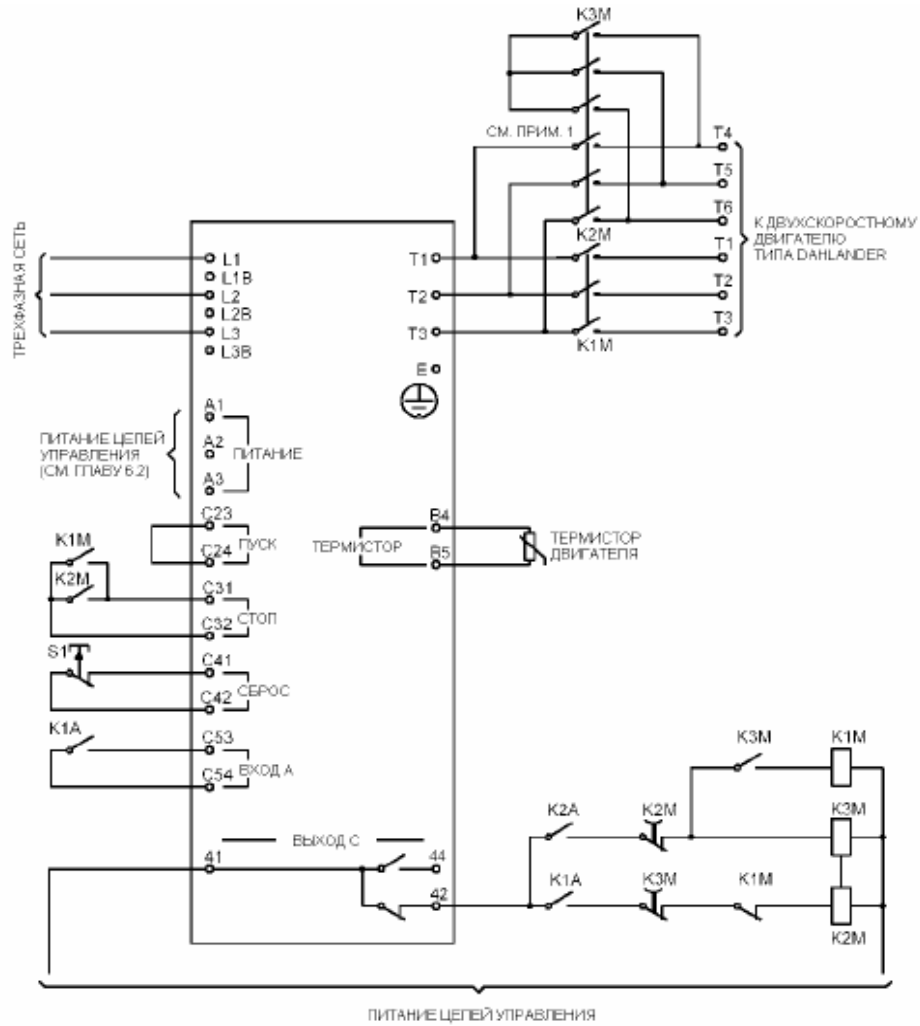 K3M
СМ. ПРИМ. 1
T4
T5
T6
K2M
T1
T2
T3
K1M
К ДВУХСКОРОСТНОМУ
ДВИГАТЕЛЮ
ТИПА DAHLANDER
ТРЕХФАЗНАЯ СЕТЬ
L1
L1B
L2
L2B
L3
L3B
T1
T2
T3
E
ПИТАНИЕ ЦЕПЕЙ
УПРАВЛЕНИЯ
(СМ. ГЛАВУ 6.2)
A1
A2
A3
ПИТАНИЕ
C23
C24
ПУСК
ТЕРМИСТОР
B4
B5
ТЕРМИСТОР
ДВИГАТЕЛЯ
K1M
K2M
C31
C32
СТОП
S1
C41
C42
СБРОС
K1A
C53
C54
ВХОД А
ВЫХОД С
41
44
42
K3M
K1M
K2A
K2M
K3M
K1A
K3M
K1M
K2M
ПИТАНИЕ ЦЕПЕЙ УПРАВЛЕНИЯ